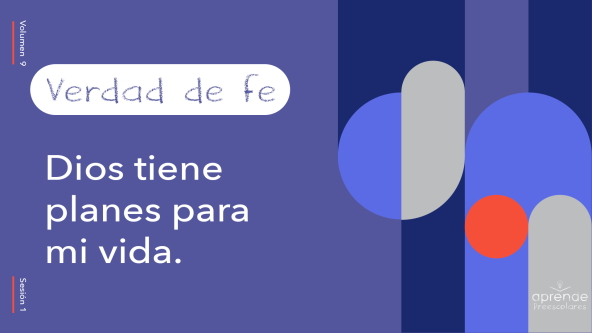 Volumen 9
Verdad de fe
Dios tiene
planes para
mi vida.
Sesión 1
aprende
Preescolares